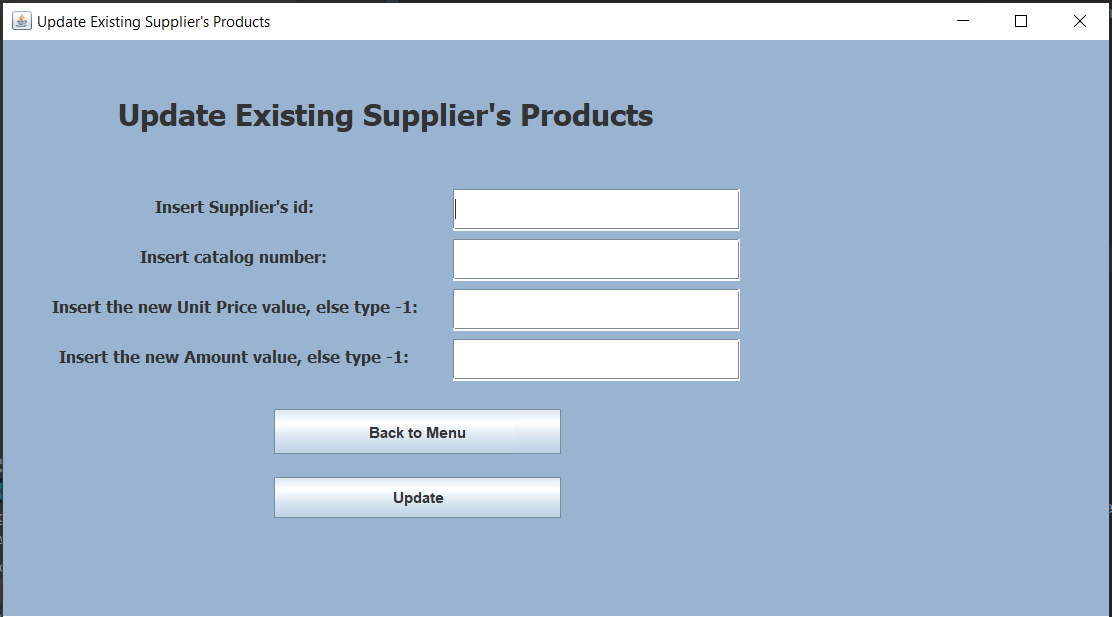 Update Existing Supplier's Products
Update Existing Supplier's Products
Insert Supplier's id:
Insert catalog number:
Insert the new Unit Price value, else type -1:
Insert the new Amount value, else type -1:
Back to Menu
Update